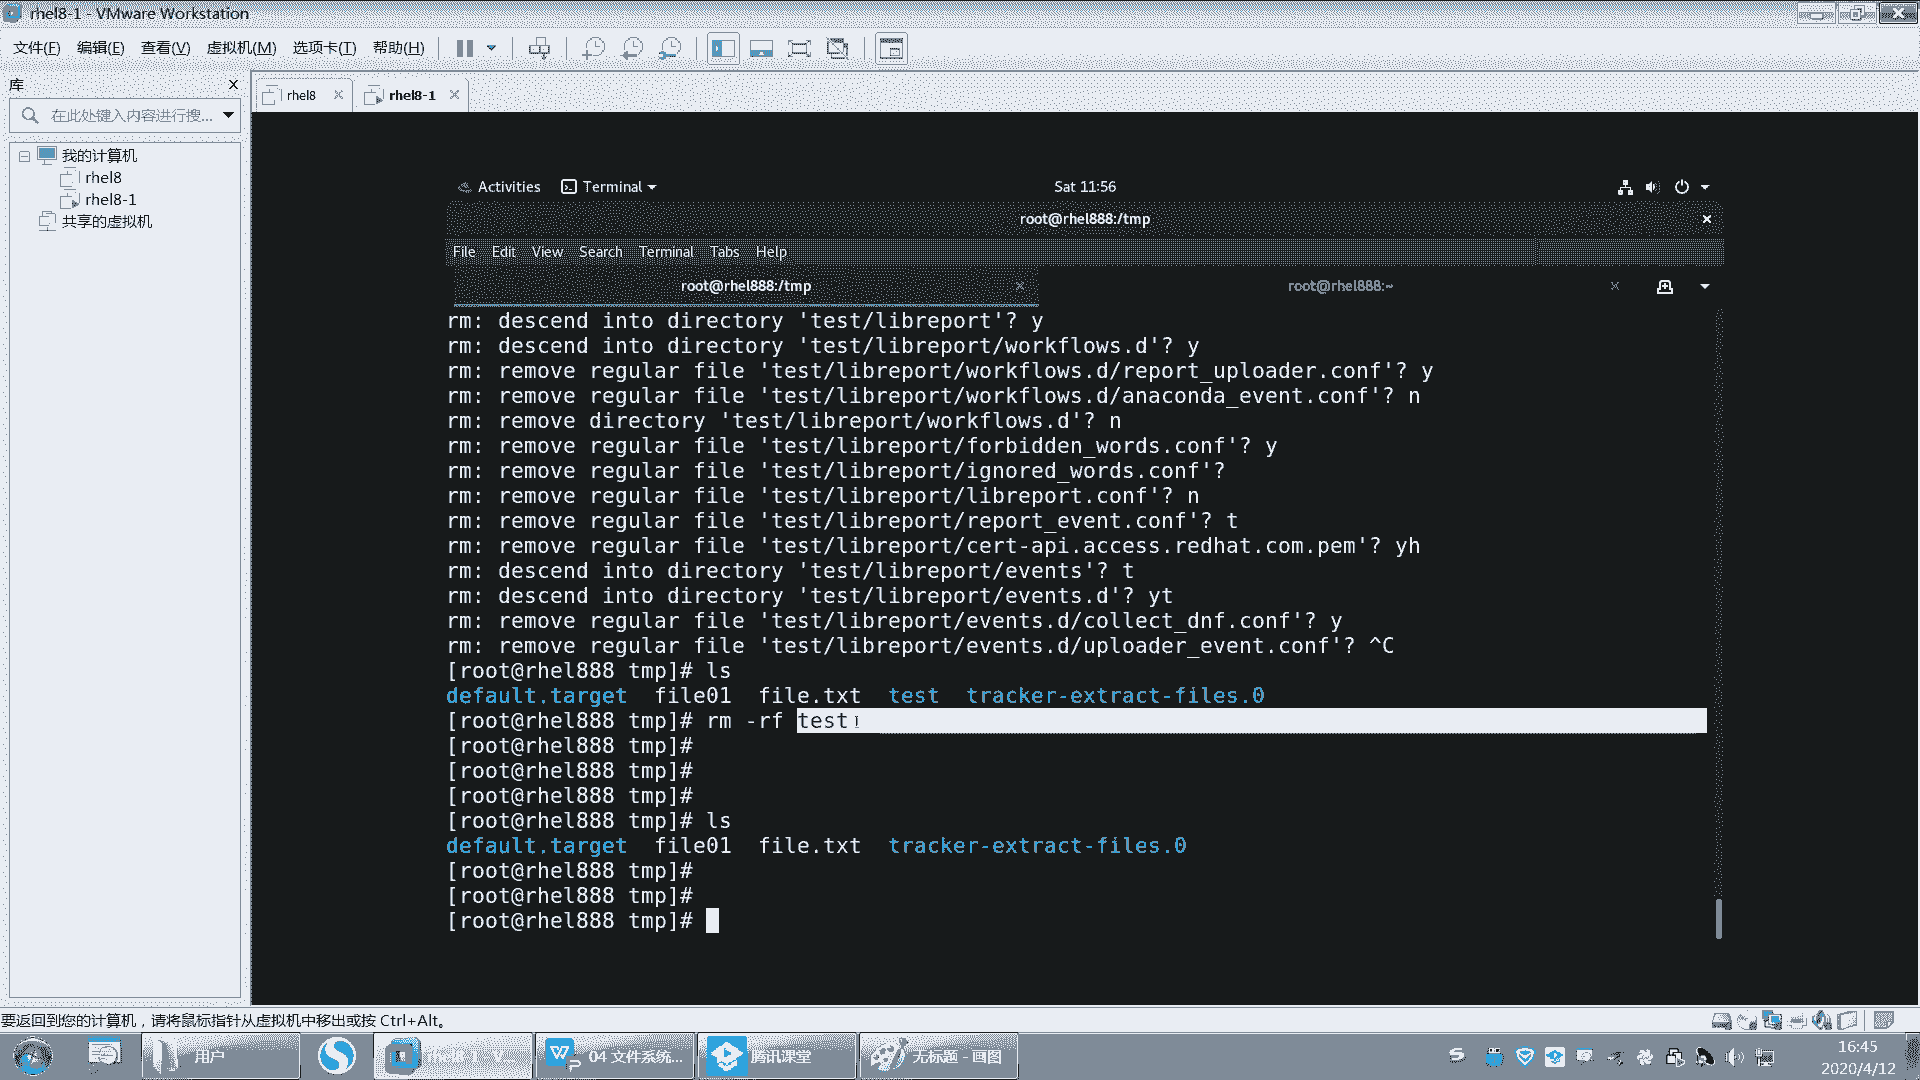 rhel8-1 - VMware Workstation
文件(F) 编辑(E) 查看(V) 虚拟机(M) 选项卡(T) 帮助(H)
库
在此处键入内容进行搜...
我的计算机
rhel8
rhel8-1
共享的虚拟机
rhel8
rhel8-1
Activities Terminal Sat 11:56
root@rhel888:/tmp
File Edit View Search Terminal Tabs Help
root@rhel888:/tmp root@rhel888:~
rm: descend into directory 'test/libreport'? y
rm: descend into directory 'test/libreport/workflows.d'? y
rm: remove regular file 'test/libreport/workflows.d/report_uploader.conf'? y
rm: remove regular file 'test/libreport/workflows.d/anaconda_event.conf'? n
rm: remove directory 'test/libreport/workflows.d'? n
rm: remove regular file 'test/libreport/forbidden_words.conf'? y
rm: remove regular file 'test/libreport/ignored_words.conf'?
rm: remove regular file 'test/libreport/libreport.conf'? n
rm: remove regular file 'test/libreport/report_event.conf'? t
rm: remove regular file 'test/libreport/cert-api.access.redhat.com.pem'? yh
rm: descend into directory 'test/libreport/events'? t
rm: descend into directory 'test/libreport/events.d'? yt
rm: remove regular file 'test/libreport/events.d/collect_dnf.conf'? y
rm: remove regular file 'test/libreport/events.d/uploader_event.conf'? ^C
[root@rhel888 tmp]# ls
default.target file01 file.txt test tracker-extract-files.0
[root@rhel888 tmp]# rm -rf test
[root@rhel888 tmp]#
[root@rhel888 tmp]#
[root@rhel888 tmp]#
[root@rhel888 tmp]# ls
default.target file01 file.txt tracker-extract-files.0
[root@rhel888 tmp]#
[root@rhel888 tmp]#
[root@rhel888 tmp]#
要返回到您的计算机，请将鼠标指针从虚拟机中移出或按 Ctrl+Alt。
用户
rhel8-1 - V...
04 文件系统...
腾讯课堂
无标题 - 画图
16:45
2020/4/12